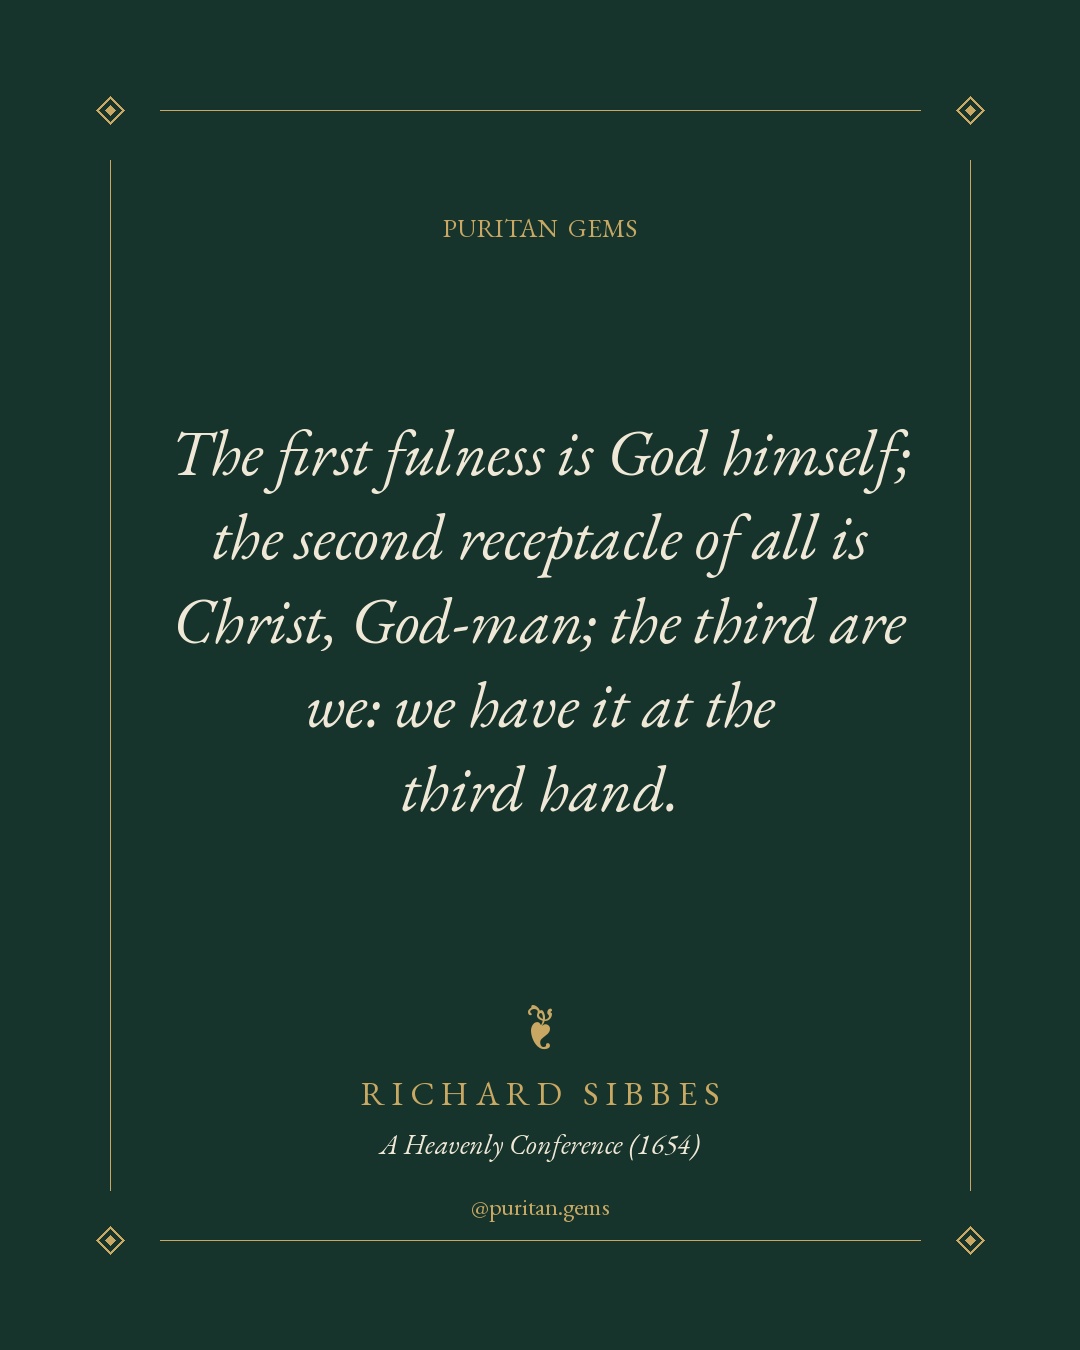 PURITAN GEMS
The first fulness is God himself;
the second receptacle of all is
Christ, God-man; the third are
we: we have it at the
third hand.
RICHARD SIBBES
A Heavenly Conference (1654)
@puritan.gems